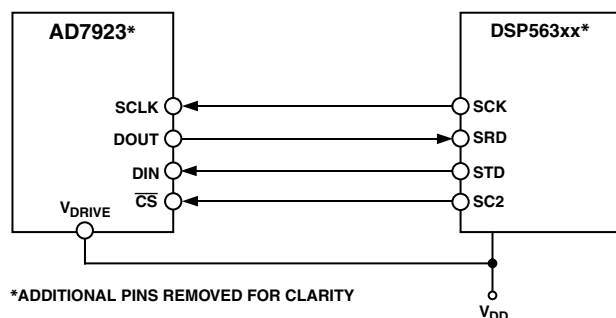 AD7923*
DSP563xx*
SCLK
SCK
DOUT
SRD
DIN
STD
CS
SC2
VDRIVE
*ADDITIONAL PINS REMOVED FOR CLARITY
VDD